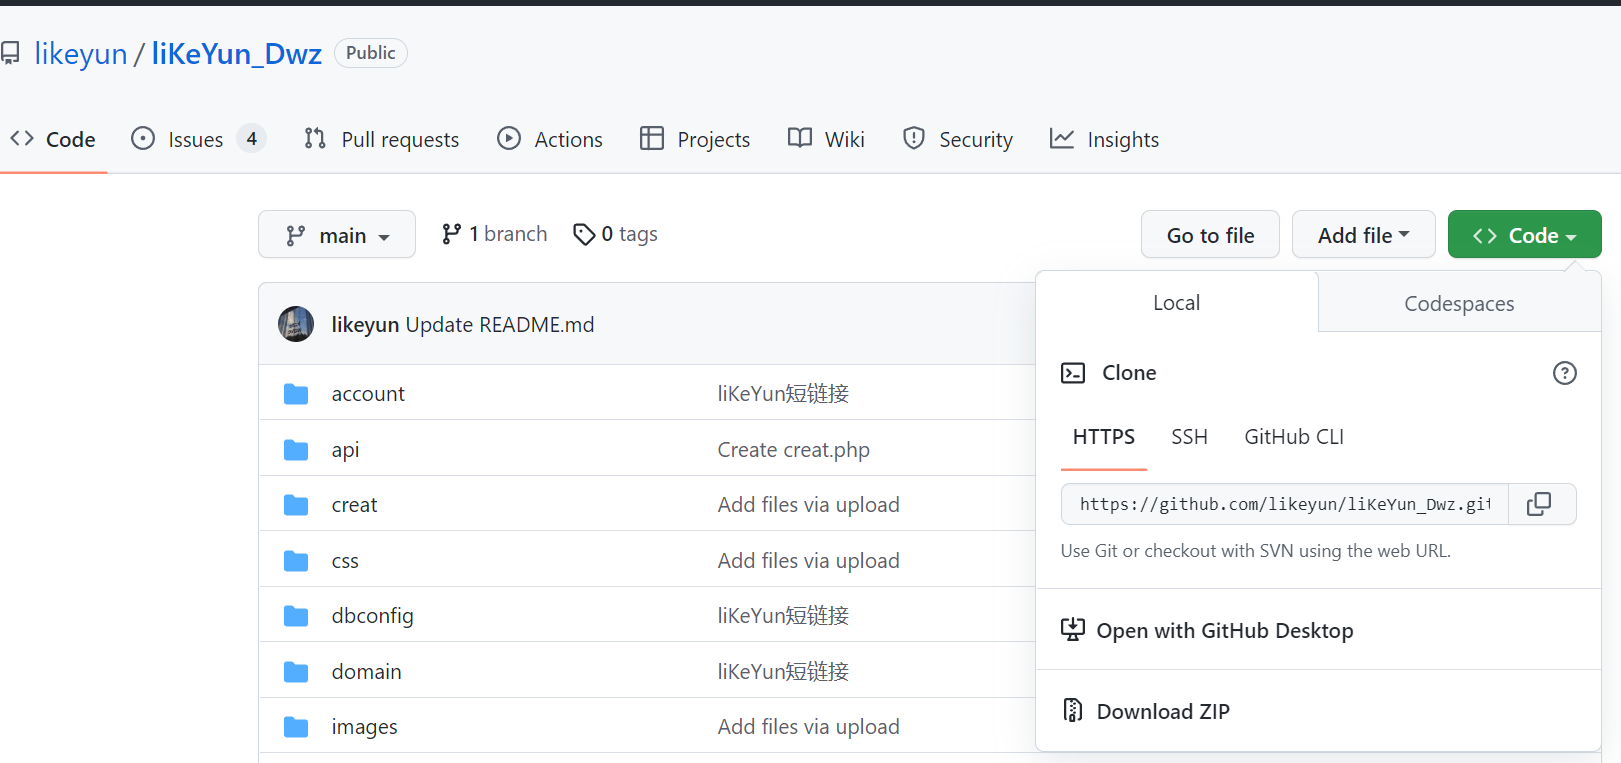 likeyun / liKeYun_Dwz Public
Code Issues 4 Pull requests Actions Projects Wiki Security Insights
main 1 branch 0 tags Go to file Add file Code
likeyun Update README.md
account liKeYun短链接
api Create creat.php
creat Add files via upload
css Add files via upload
dbconfig liKeYun短链接
domain liKeYun短链接
images Add files via upload
Local Codespaces
Clone
HTTPS SSH GitHub CLI
https://github.com/likeyun/liKeYun_Dwz.git
Use Git or checkout with SVN using the web URL.
Open with GitHub Desktop
Download ZIP